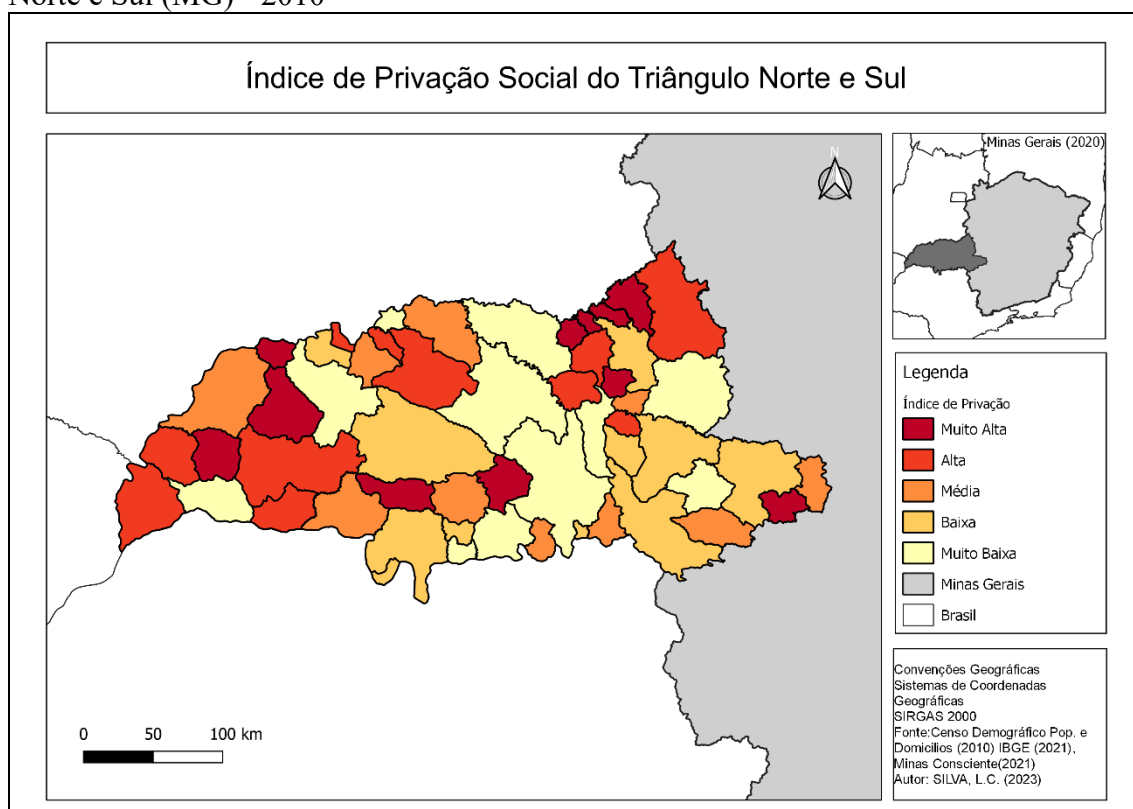 Norte e Sul (MG) - 2010
Índice de Privação Social do Triângulo Norte e Sul
N
Minas Gerais (2020)
Legenda
Índice de Privação
Muito Alta
Alta
Média
Baixa
Muito Baixa
Minas Gerais
Brasil
0 50 100 km
Convenções Geográficas
Sistemas de Coordenadas
Geográficas
SIRGAS 2000
Fonte:Censo Demográfico Pop. e
Domicilios (2010) IBGE (2021),
Minas Consciente(2021)
Autor: SILVA, L.C. (2023)